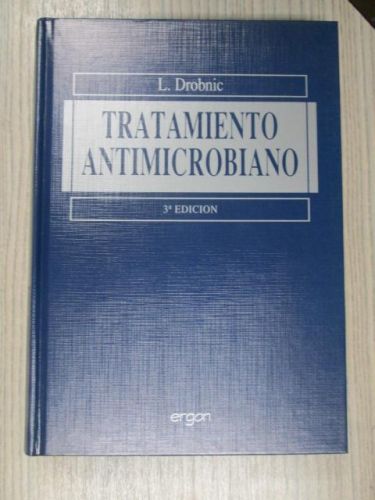 L. Drobnic
TRATAMIENTO
ANTIMICROBIANO
3ª EDICION
ergon